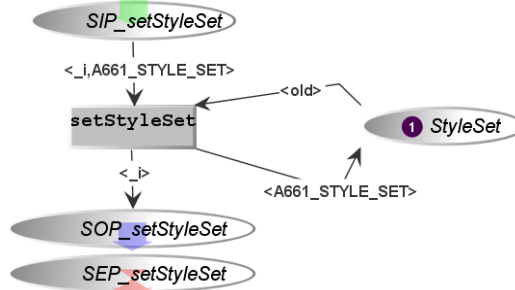 SIP_setStyleSet
<_i,A661_STYLE_SET>
<old>
setStyleSet
1 StyleSet
<_i>
<A661_STYLE_SET>
SOP_setStyleSet
SEP_setStyleSet